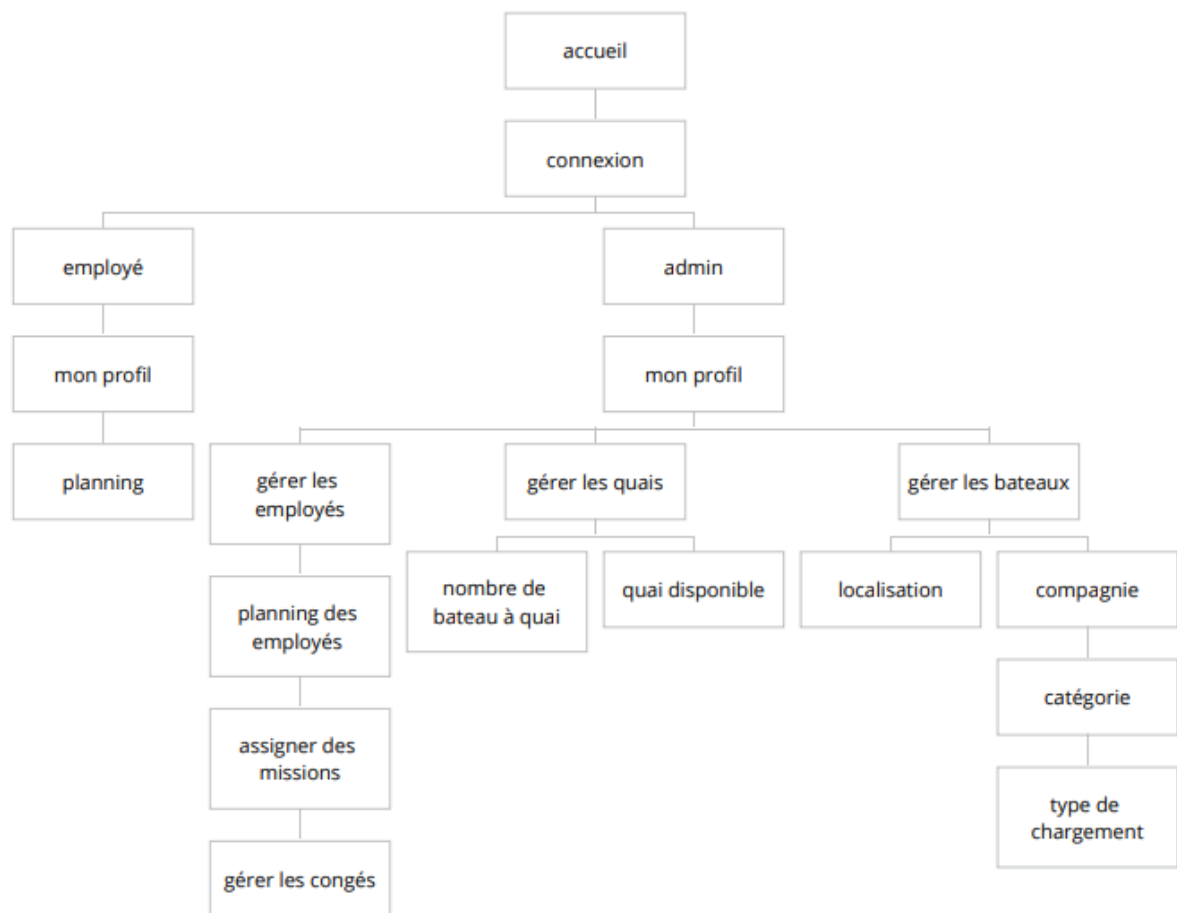 accueil
connexion
employé
admin
mon profil
mon profil
planning
gérer les
employés
gérer les quais
gérer les bateaux
nombre de
bateau à quai
quai disponible
localisation
compagnie
planning des
employés
catégorie
assigner des
missions
type de
chargement
gérer les congés